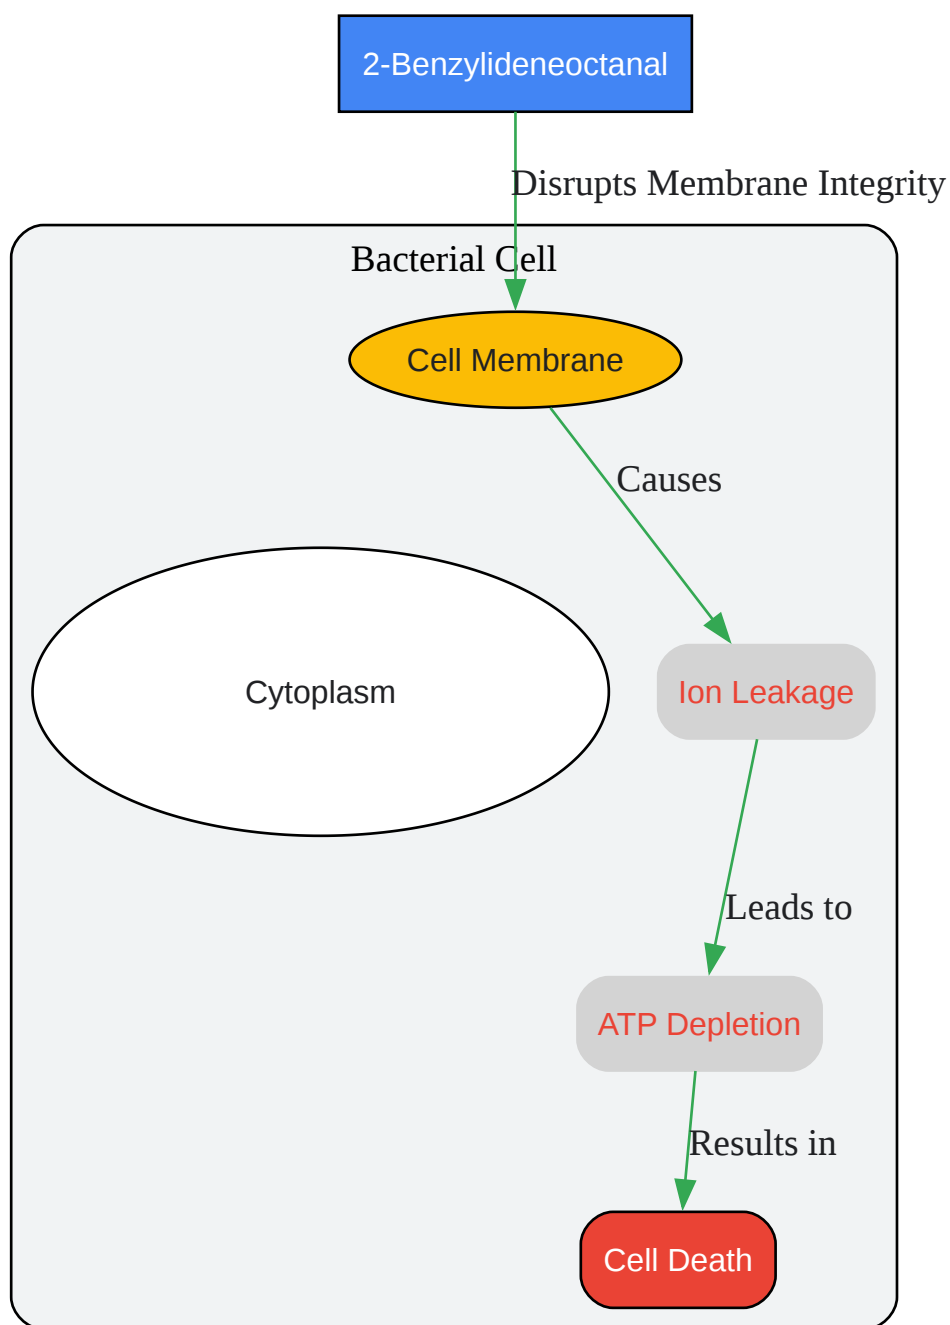 2-Benzylideneoctanal
Disrupts Membrane Integrity
Bacterial Cell
Cell Membrane
Causes
Cytoplasm
Ion Leakage
Leads to
ATP Depletion
Results in
Cell Death